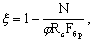 ξ = 1 − N / (φR_c F_бр),